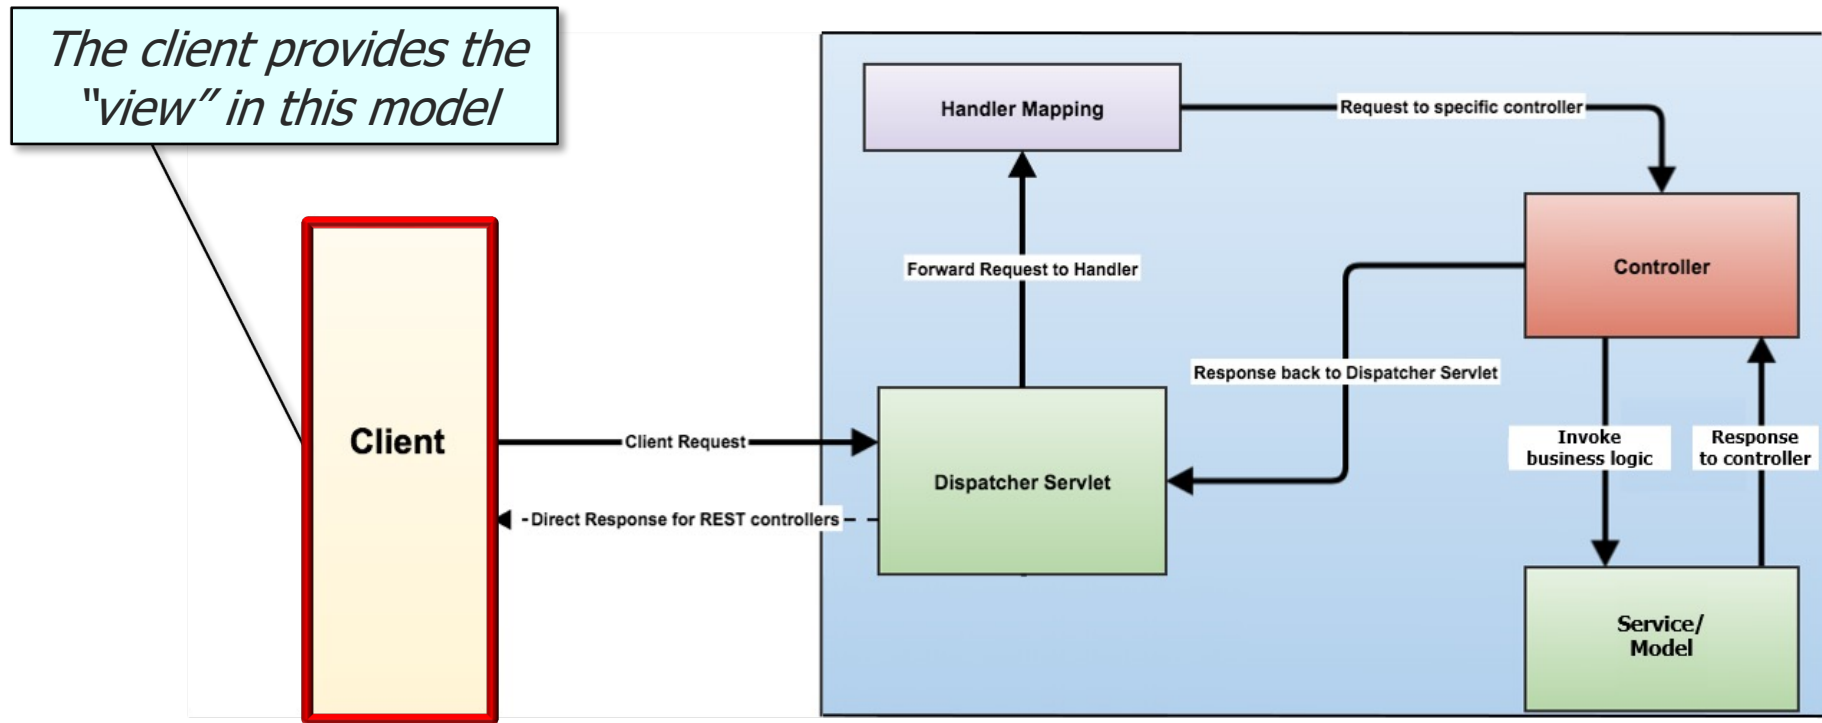 The client provides the
“view” in this model
Handler Mapping
Request to specific controller
Forward Request to Handler
Controller
Response back to Dispatcher Servlet
Client
Client Request
Dispatcher Servlet
Direct Response for REST controllers
Invoke
business logic
Response
to controller
Service/
Model